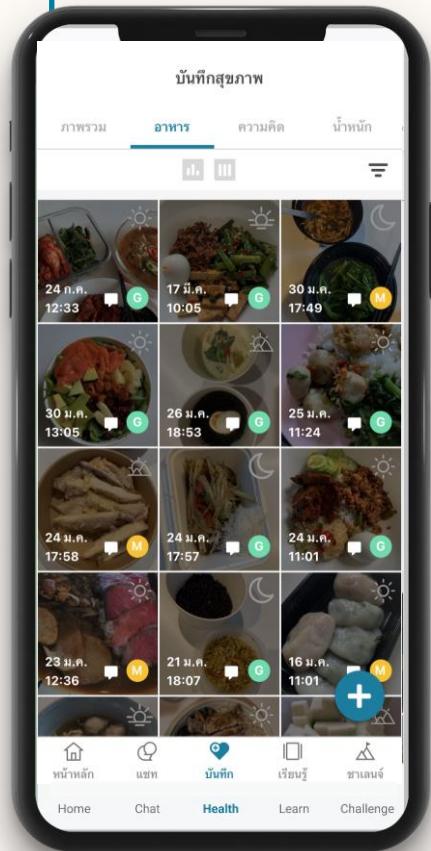 บันทึกสุขภาพ
ภาพรวม อาหาร ความคิด น้ำหนัก
24 ก.ค. 12:33 G
17 มี.ค. 10:05 G
30 ม.ค. 17:49 M
30 ม.ค. 13:05 G
26 ม.ค. 18:53 G
25 ม.ค. 11:24 G
24 ม.ค. 17:58 M
24 ม.ค. 17:57 G
24 ม.ค. 11:01 G
23 ม.ค. 12:36 M
21 ม.ค. 18:07 G
16 ม.ค. 11:01 M
หน้าหลัก แชท บันทึก เรียนรู้ ชาเลนจ์
Home Chat Health Learn Challenge